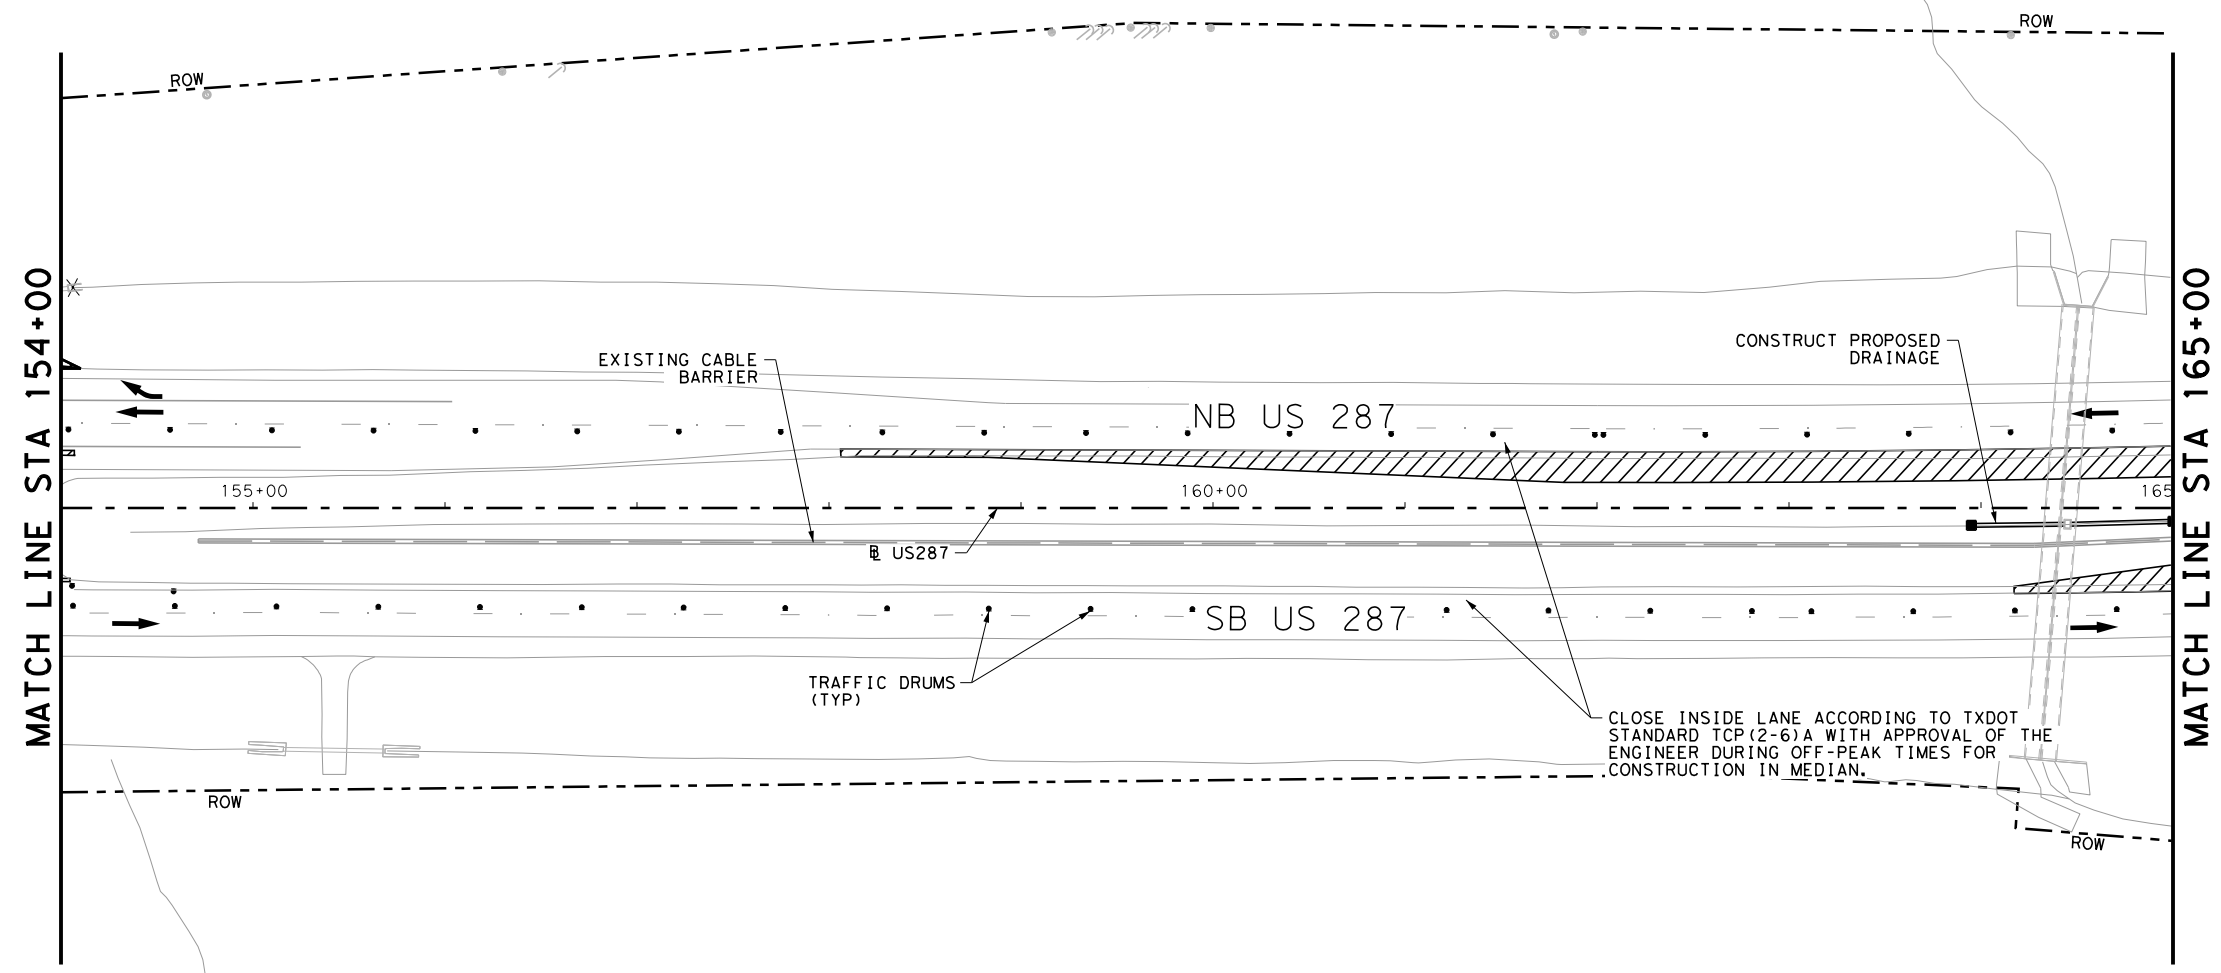 ROW
ROW
MATCH LINE STA 154+00
MATCH LINE STA 165+00
CONSTRUCT PROPOSED
DRAINAGE
EXISTING CABLE
BARRIER
NB US 287
155+00
160+00
165
BL US287
SB US 287
TRAFFIC DRUMS
(TYP)
CLOSE INSIDE LANE ACCORDING TO TXDOT
STANDARD TCP(2-6)A WITH APPROVAL OF THE
ENGINEER DURING OFF-PEAK TIMES FOR
CONSTRUCTION IN MEDIAN.
ROW
ROW